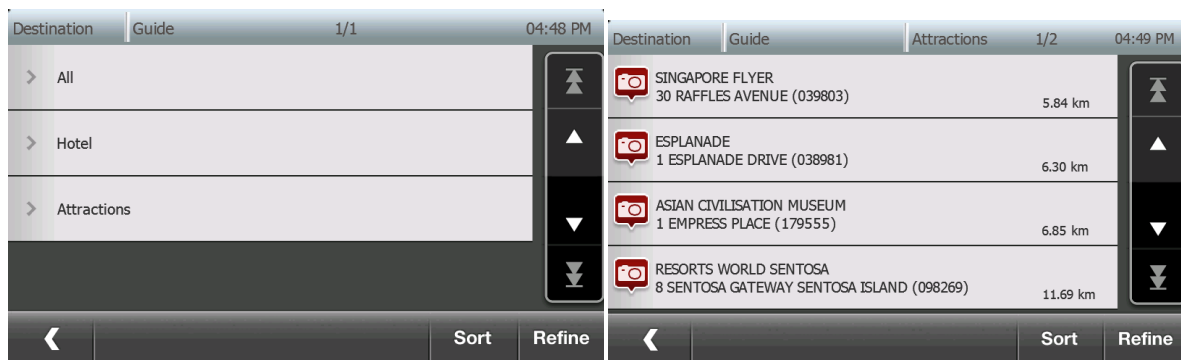 Destination Guide 1/1 04:48 PM
All
Hotel
Attractions
Sort Refine
Destination Guide Attractions 1/2 04:49 PM
SINGAPORE FLYER
30 RAFFLES AVENUE (039803)
5.84 km
ESPLANADE
1 ESPLANADE DRIVE (038981)
6.30 km
ASIAN CIVILISATION MUSEUM
1 EMPRESS PLACE (179555)
6.85 km
RESORTS WORLD SENTOSA
8 SENTOSA GATEWAY SENTOSA ISLAND (098269)
11.69 km
Sort Refine